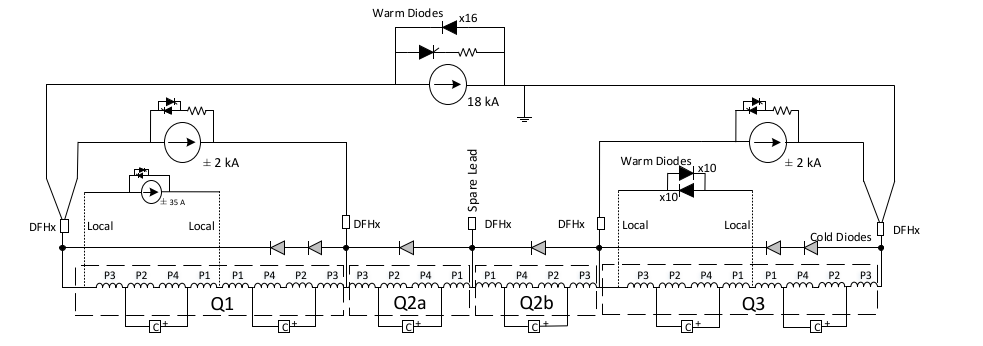 Warm Diodes
x16
18 kA
± 2 kA
± 2 kA
Spare Lead
Warm Diodes
x10
x10
± 35 A
DFHx
Local
Local
DFHx
DFHx
DFHx
Local
Local
DFHx
Cold Diodes
P3 P2 P4 P1 P1 P4 P2 P3 P3 P2 P4 P1 P1 P4 P2 P3 P3 P2 P4 P1 P1 P4 P2 P3
Q1 Q2a Q2b Q3
C + C + C + C + C + C +